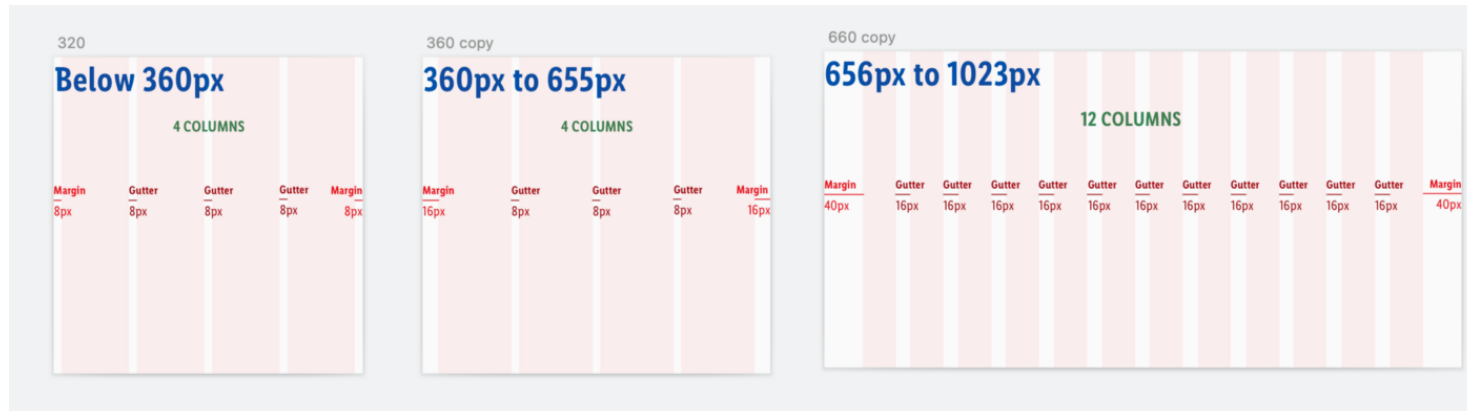 320
Below 360px
4 COLUMNS
Margin Gutter Gutter Gutter Margin
8px 8px 8px 8px 8px
360 copy
360px to 655px
4 COLUMNS
Margin Gutter Gutter Gutter Margin
16px 8px 8px 8px 16px
660 copy
656px to 1023px
12 COLUMNS
Margin Gutter Gutter Gutter Gutter Gutter Gutter Gutter Gutter Gutter Gutter Gutter Margin
40px 16px 16px 16px 16px 16px 16px 16px 16px 16px 16px 16px 40px